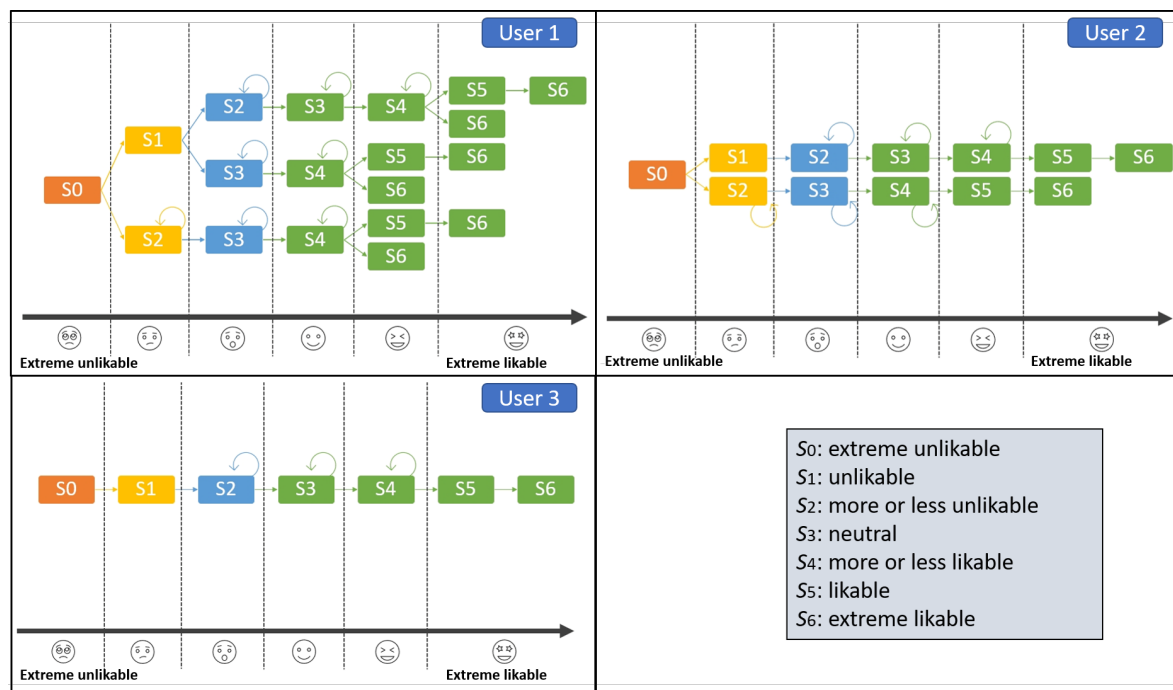 User 1
S2
S3
S4
S5
S6
S6
S1
S3
S4
S5
S6
S6
S0
S2
S3
S4
S5
S6
S6
Extreme unlikable
Extreme likable
User 2
S0
S1
S2
S3
S4
S5
S6
S2
S3
S4
S5
S6
Extreme unlikable
Extreme likable
User 3
S0
S1
S2
S3
S4
S5
S6
Extreme unlikable
Extreme likable
S0: extreme unlikable
S1: unlikable
S2: more or less unlikable
S3: neutral
S4: more or less likable
S5: likable
S6: extreme likable